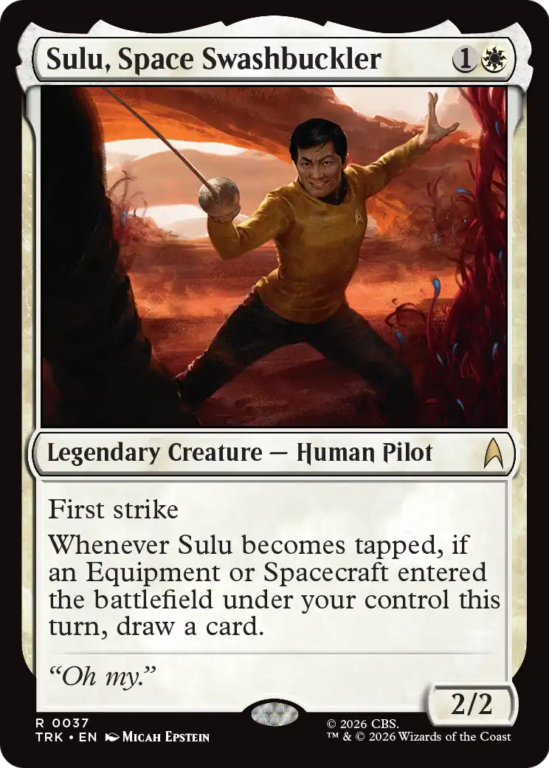 Sulu, Space Swashbuckler 1
Legendary Creature — Human Pilot
First strike
Whenever Sulu becomes tapped, if
an Equipment or Spacecraft entered
the battlefield under your control this
turn, draw a card.
“Oh my.”
2/2
R 0037
TRK • EN Micah Epstein
© 2026 CBS.
™ & © 2026 Wizards of the Coast